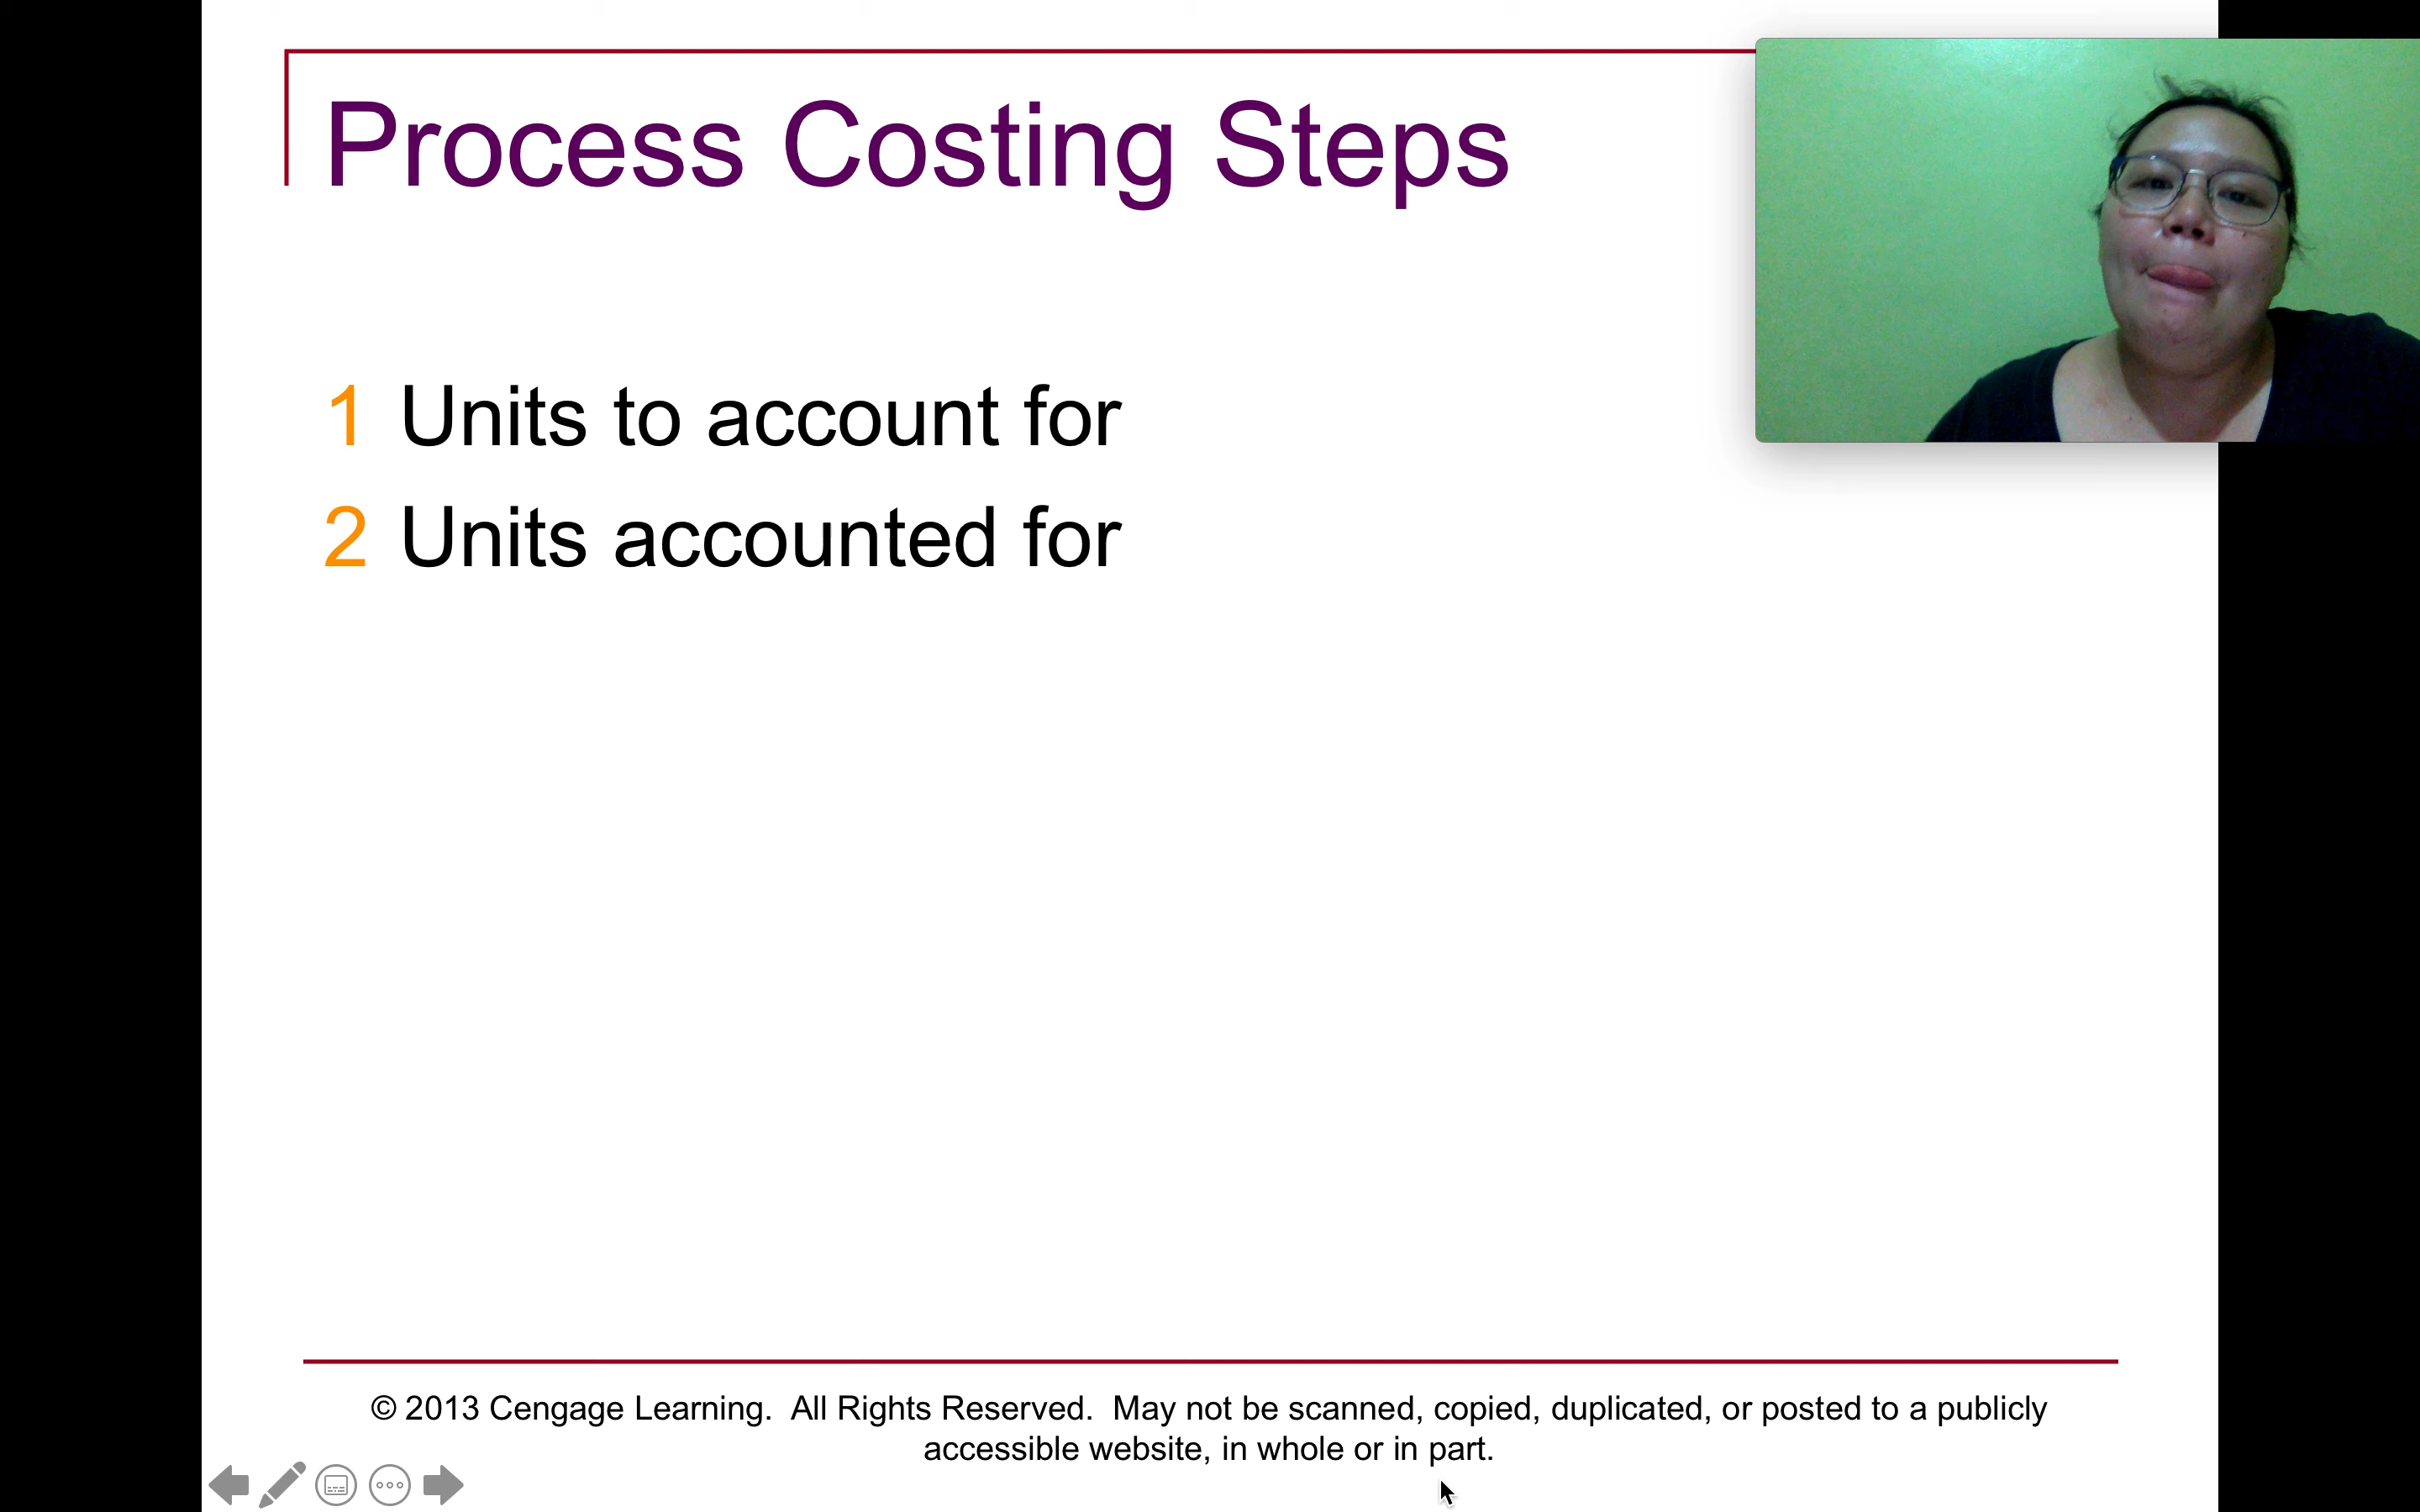 Process Costing Steps
1 Units to account for
2 Units accounted for
© 2013 Cengage Learning.  All Rights Reserved.  May not be scanned, copied, duplicated, or posted to a publicly
accessible website, in whole or in part.